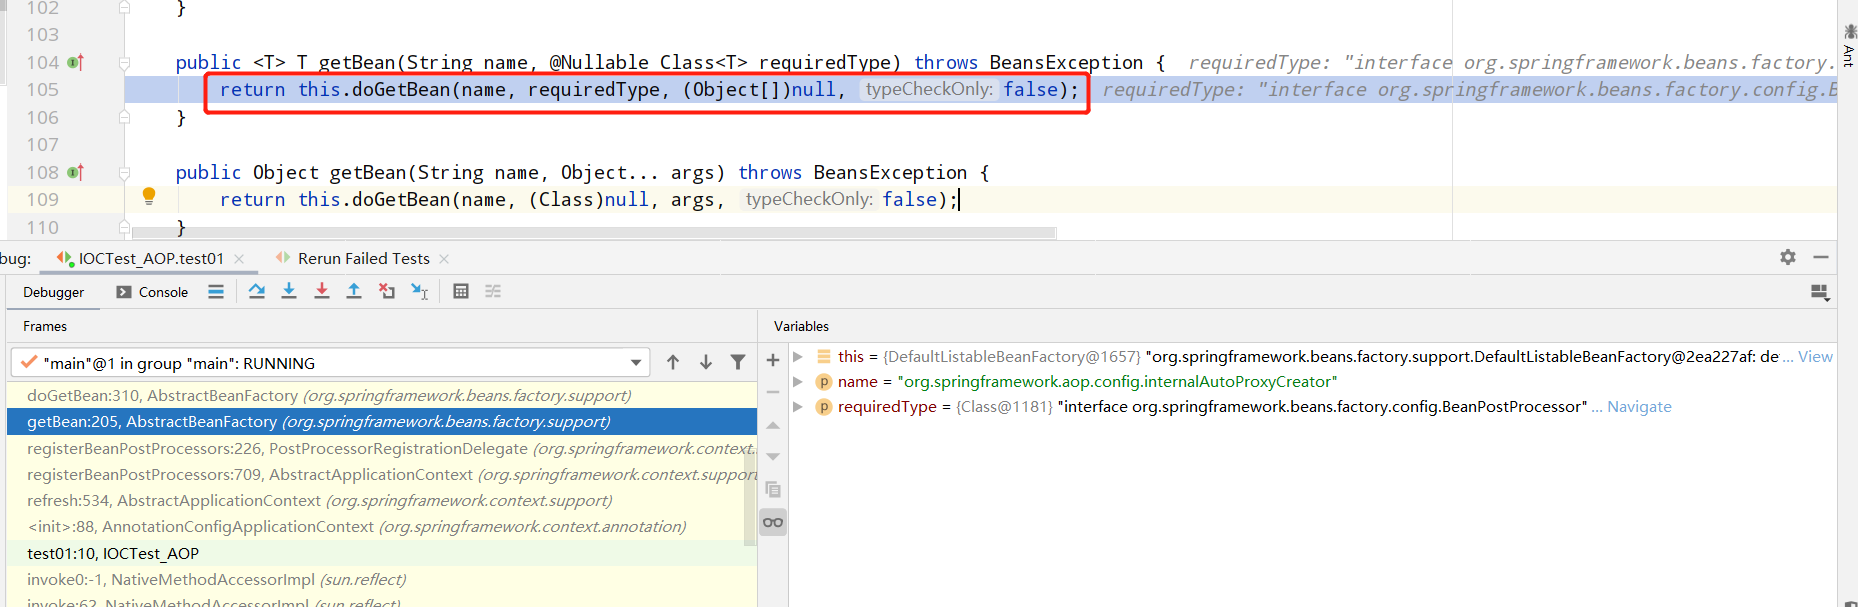 102 }
103
104 public <T> T getBean(String name, @Nullable Class<T> requiredType) throws BeansException { requiredType: "interface org.springframework.beans.factory.
105 return this.doGetBean(name, requiredType, (Object[])null, typeCheckOnly: false); requiredType: "interface org.springframework.beans.factory.config.B
106 }
107
108 public Object getBean(String name, Object... args) throws BeansException {
109 return this.doGetBean(name, (Class)null, args, typeCheckOnly: false);
110 }
Ant
bug: IOCTest_AOP.test01 × Rerun Failed Tests ×
Debugger Console
Frames
"main"@1 in group "main": RUNNING
doGetBean:310, AbstractBeanFactory (org.springframework.beans.factory.support)
getBean:205, AbstractBeanFactory (org.springframework.beans.factory.support)
registerBeanPostProcessors:226, PostProcessorRegistrationDelegate (org.springframework.context.
registerBeanPostProcessors:709, AbstractApplicationContext (org.springframework.context.support
refresh:534, AbstractApplicationContext (org.springframework.context.support)
<init>:88, AnnotationConfigApplicationContext (org.springframework.context.annotation)
test01:10, IOCTest_AOP
invoke0:-1, NativeMethodAccessorImpl (sun.reflect)
invoke:62, NativeMethodAccessorImpl (sun.reflect)
Variables
this = {DefaultListableBeanFactory@1657} "org.springframework.beans.factory.support.DefaultListableBeanFactory@2ea227af: de ... View
p name = "org.springframework.aop.config.internalAutoProxyCreator"
p requiredType = {Class@1181} "interface org.springframework.beans.factory.config.BeanPostProcessor" ... Navigate